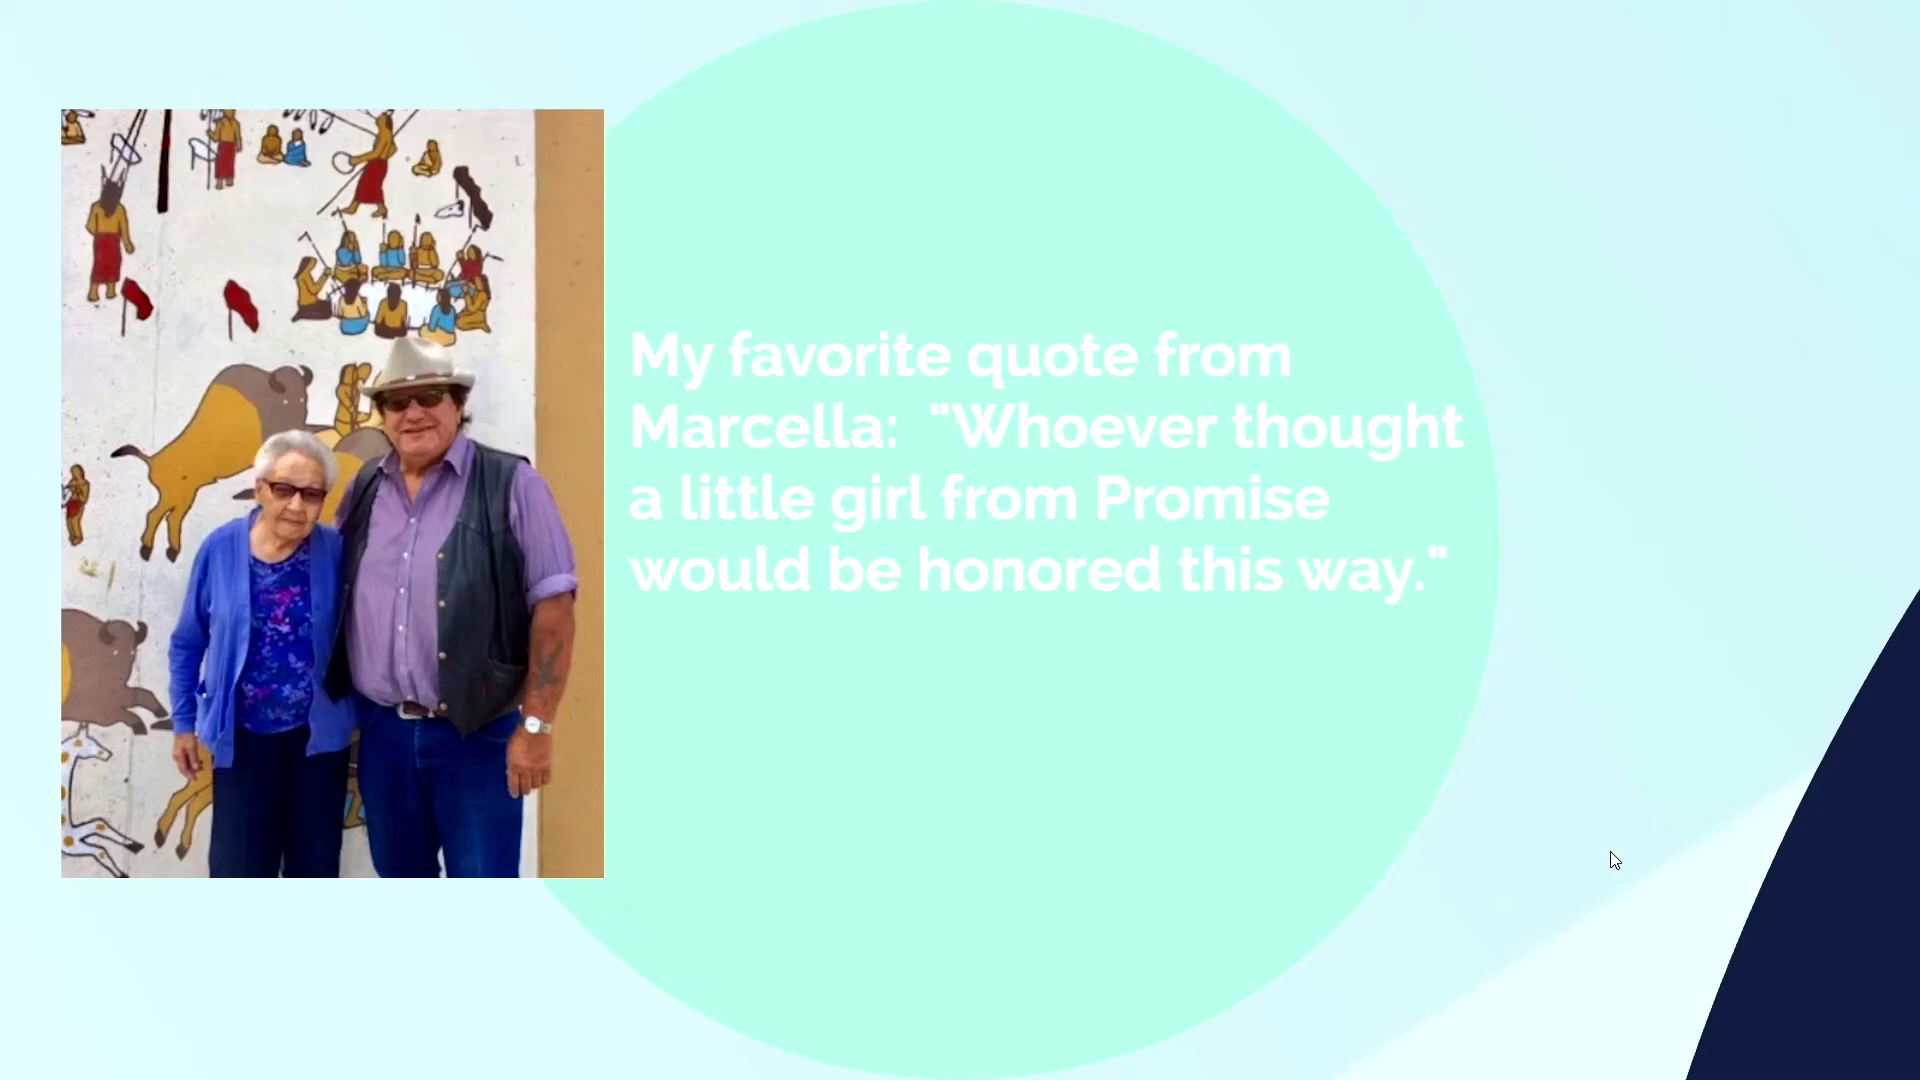 My favorite quote from
Marcella:  "Whoever thought
a little girl from Promise
would be honored this way."